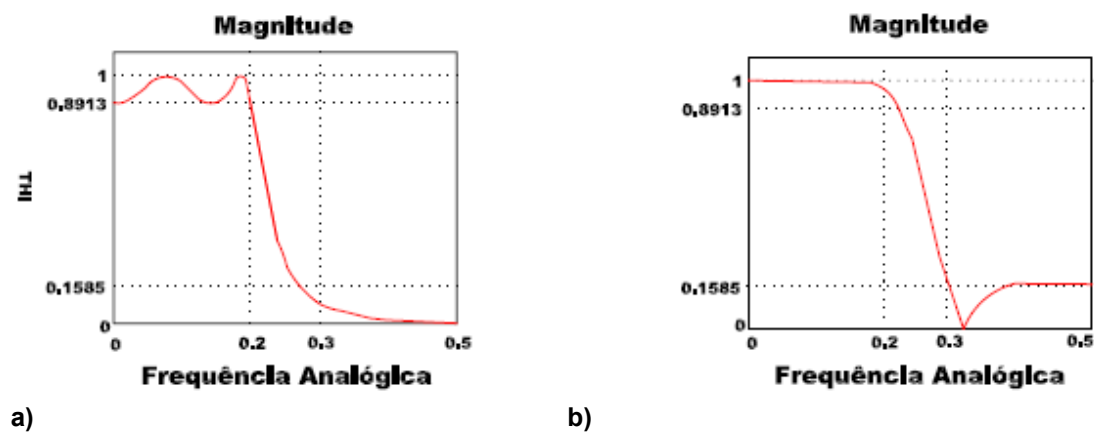 Magnitude
1
0.8913
THI
0.1585
0
0 0.2 0.3 0.5
Frequência Analógica
a)
Magnitude
1
0.8913
0.1585
0
0 0.2 0.3 0.5
Frequência Analógica
b)